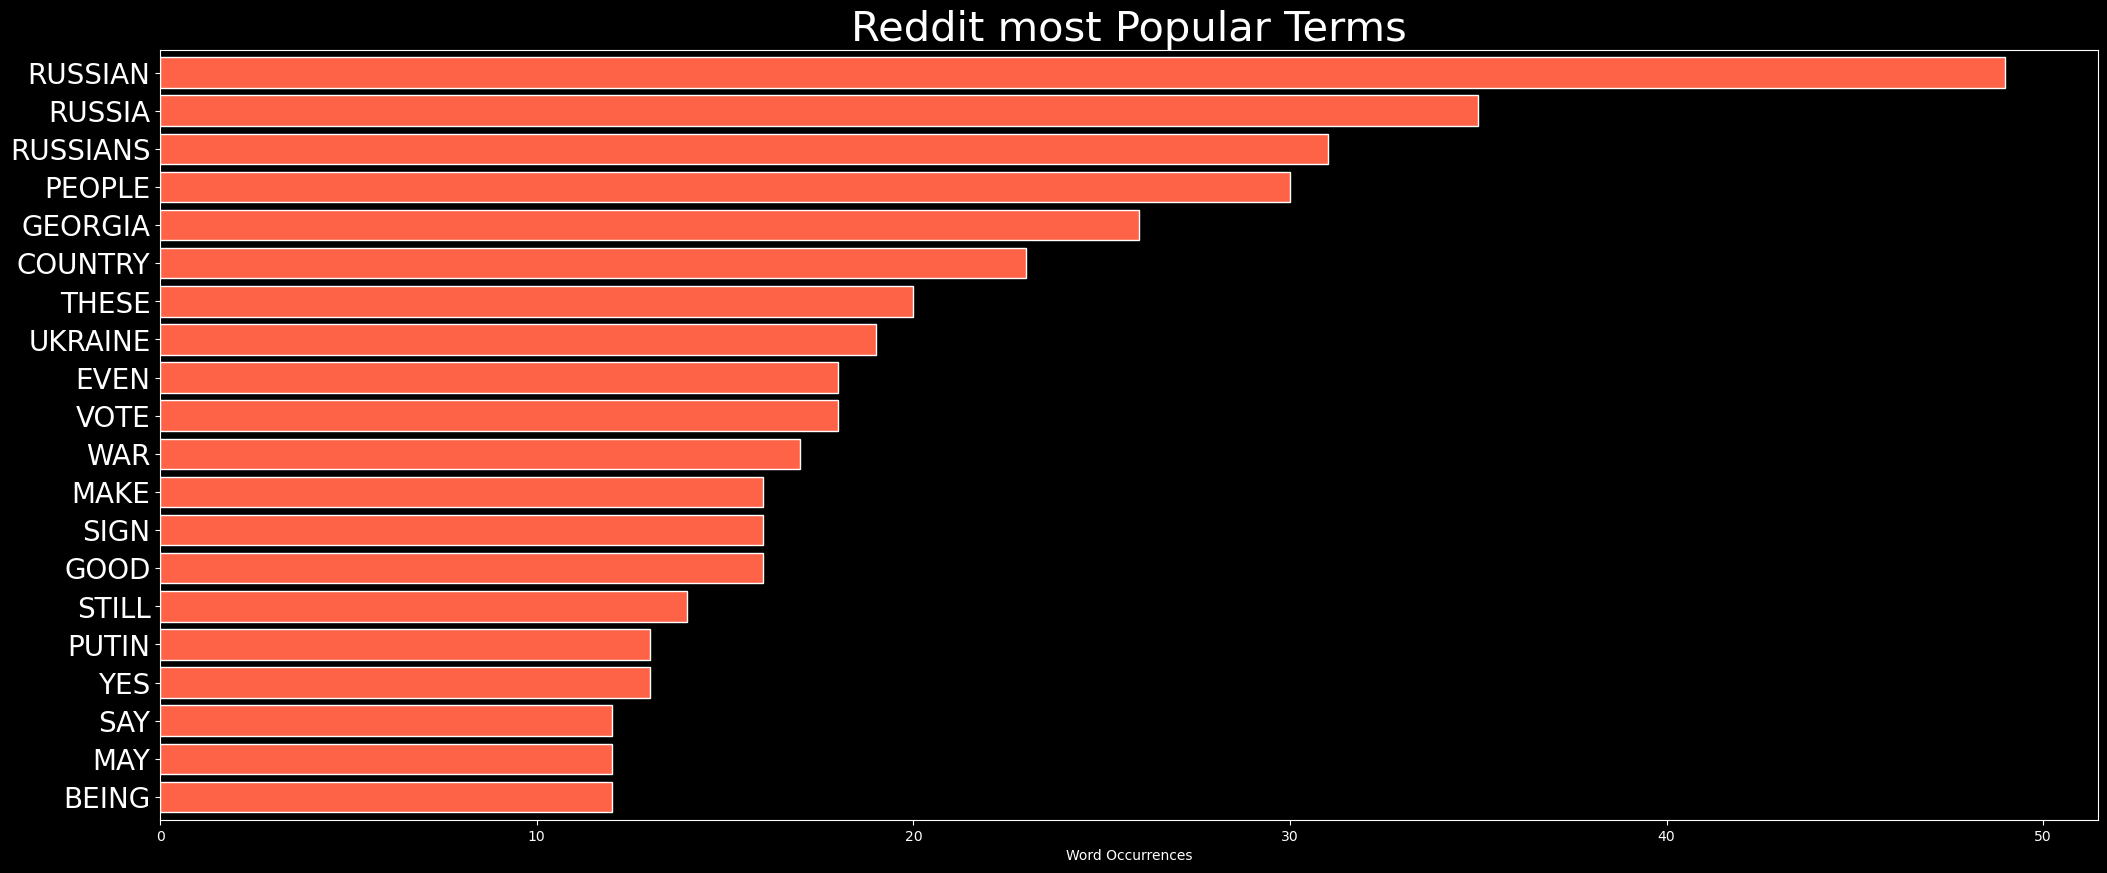 Reddit most Popular Terms
RUSSIAN
RUSSIA
RUSSIANS
PEOPLE
GEORGIA
COUNTRY
THESE
UKRAINE
EVEN
VOTE
WAR
MAKE
SIGN
GOOD
STILL
PUTIN
YES
SAY
MAY
BEING
0 10 20 30 40 50
Word Occurrences